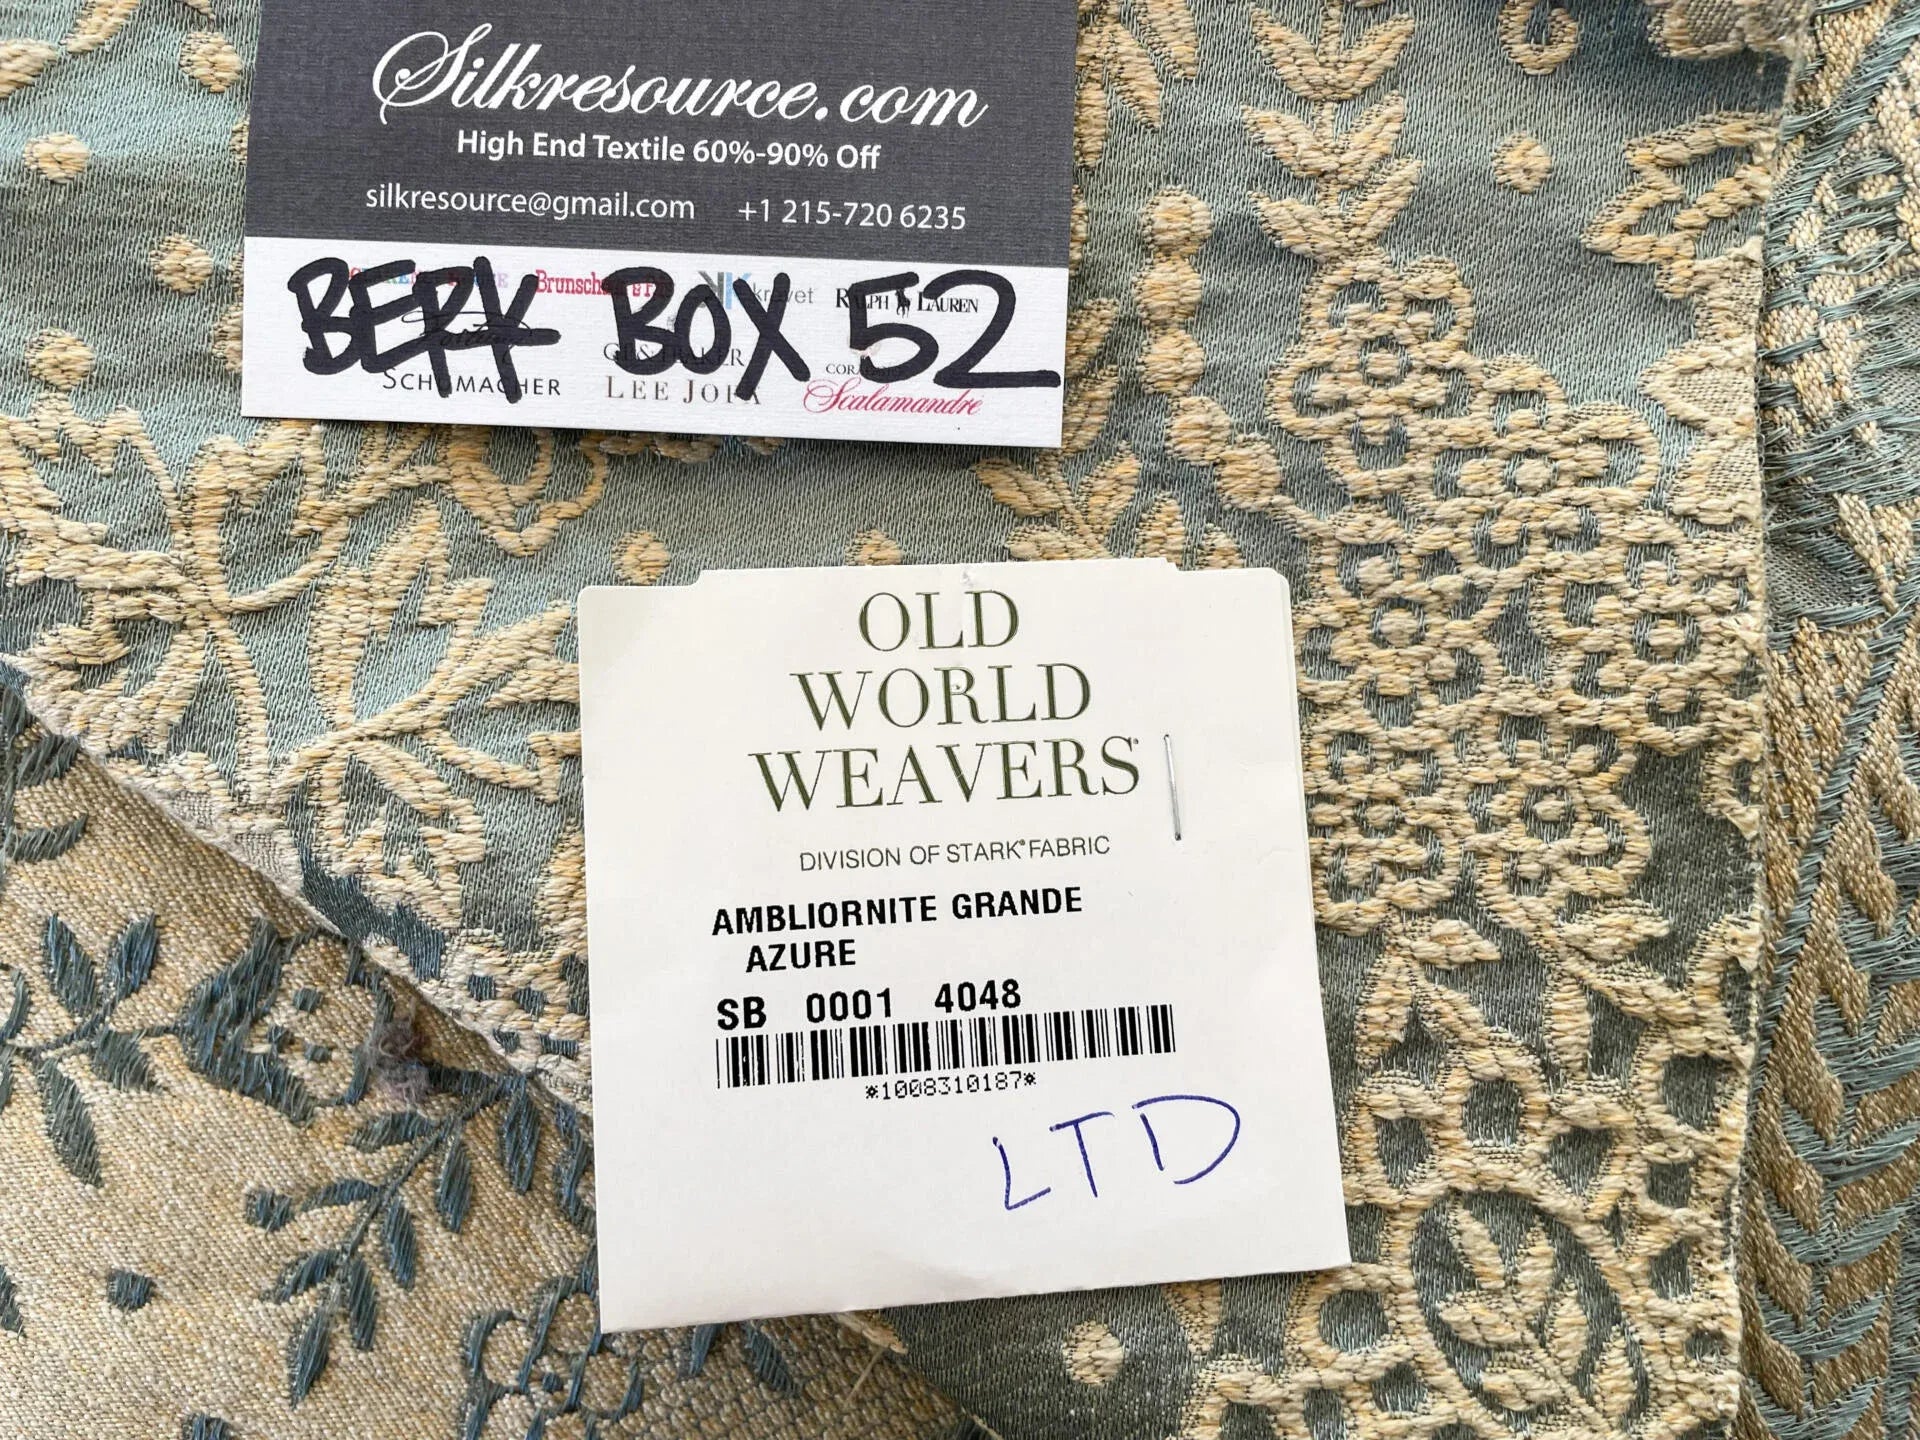 Silkresource.com
High End Textile 60%-90% Off
silkresource@gmail.com +1 215-720 6235
BERK BOX 52
Brunschwig & Fils kravet RALPH LAUREN
SCHUMACHER LEE JOFA Scalamandré
OLD
WORLD
WEAVERS®
DIVISION OF STARK® FABRIC
AMBLIORNITE GRANDE
AZURE
SB 0001 4048
*1008310187*
LTD